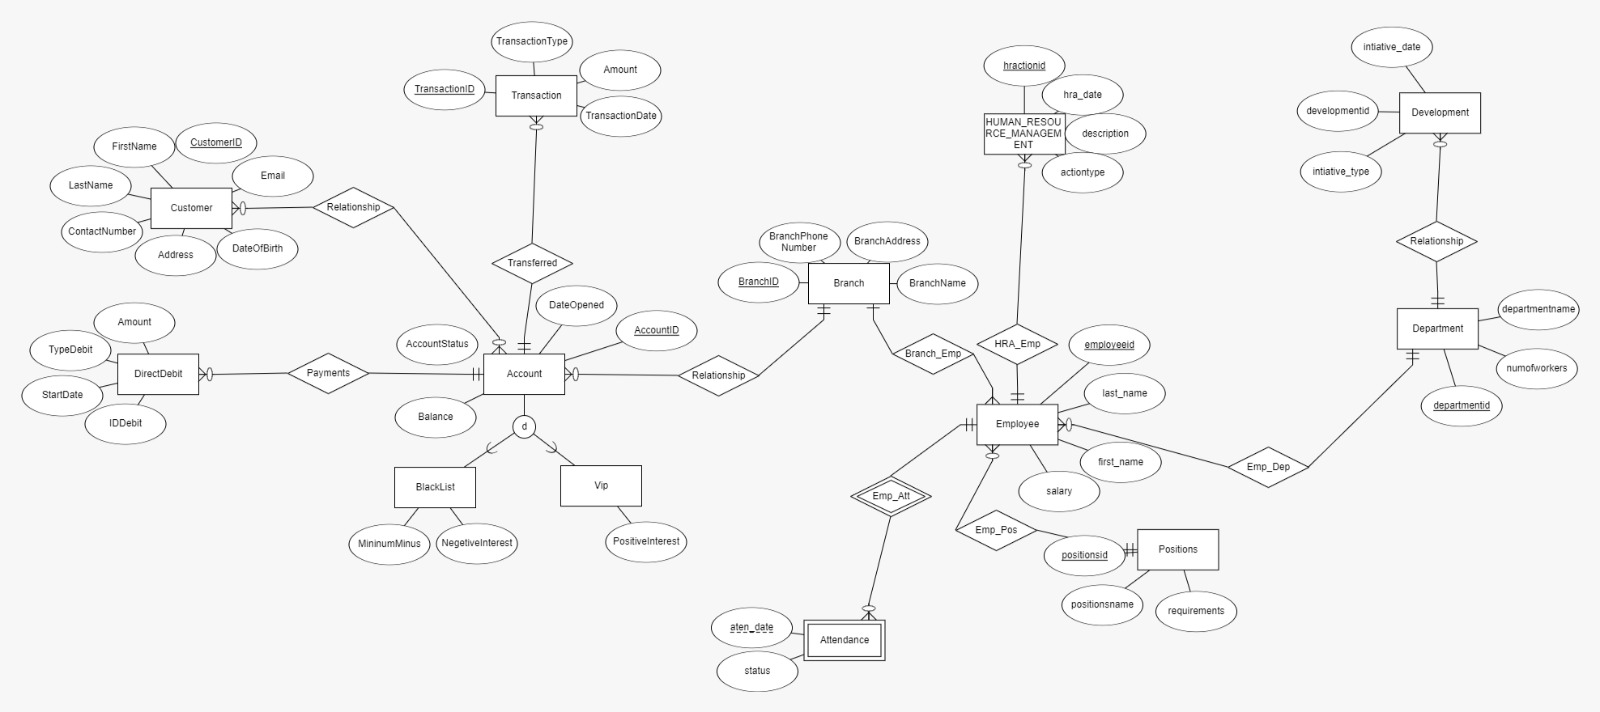 TransactionType
Amount
TransactionID
Transaction
TransactionDate
FirstName
CustomerID
Email
LastName
Customer
Relationship
ContactNumber
Address
DateOfBirth
Transferred
Amount
DateOpened
AccountStatus
AccountID
TypeDebit
DirectDebit
Payments
Account
Relationship
StartDate
IDDebit
Balance
d
BlackList
Vip
MininumMinus
NegetiveInterest
PositiveInterest
BranchPhone
Number
BranchAddress
BranchID
Branch
BranchName
Branch_Emp
hractionid
hra_date
HUMAN_RESOU
RCE_MANAGEM
ENT
description
actiontype
HRA_Emp
employeeid
last_name
Employee
first_name
salary
Emp_Att
Emp_Pos
positionsid
Positions
positionsname
requirements
aten_date
Attendance
status
Emp_Dep
intiative_date
developmentid
Development
intiative_type
Relationship
departmentname
Department
numofworkers
departmentid